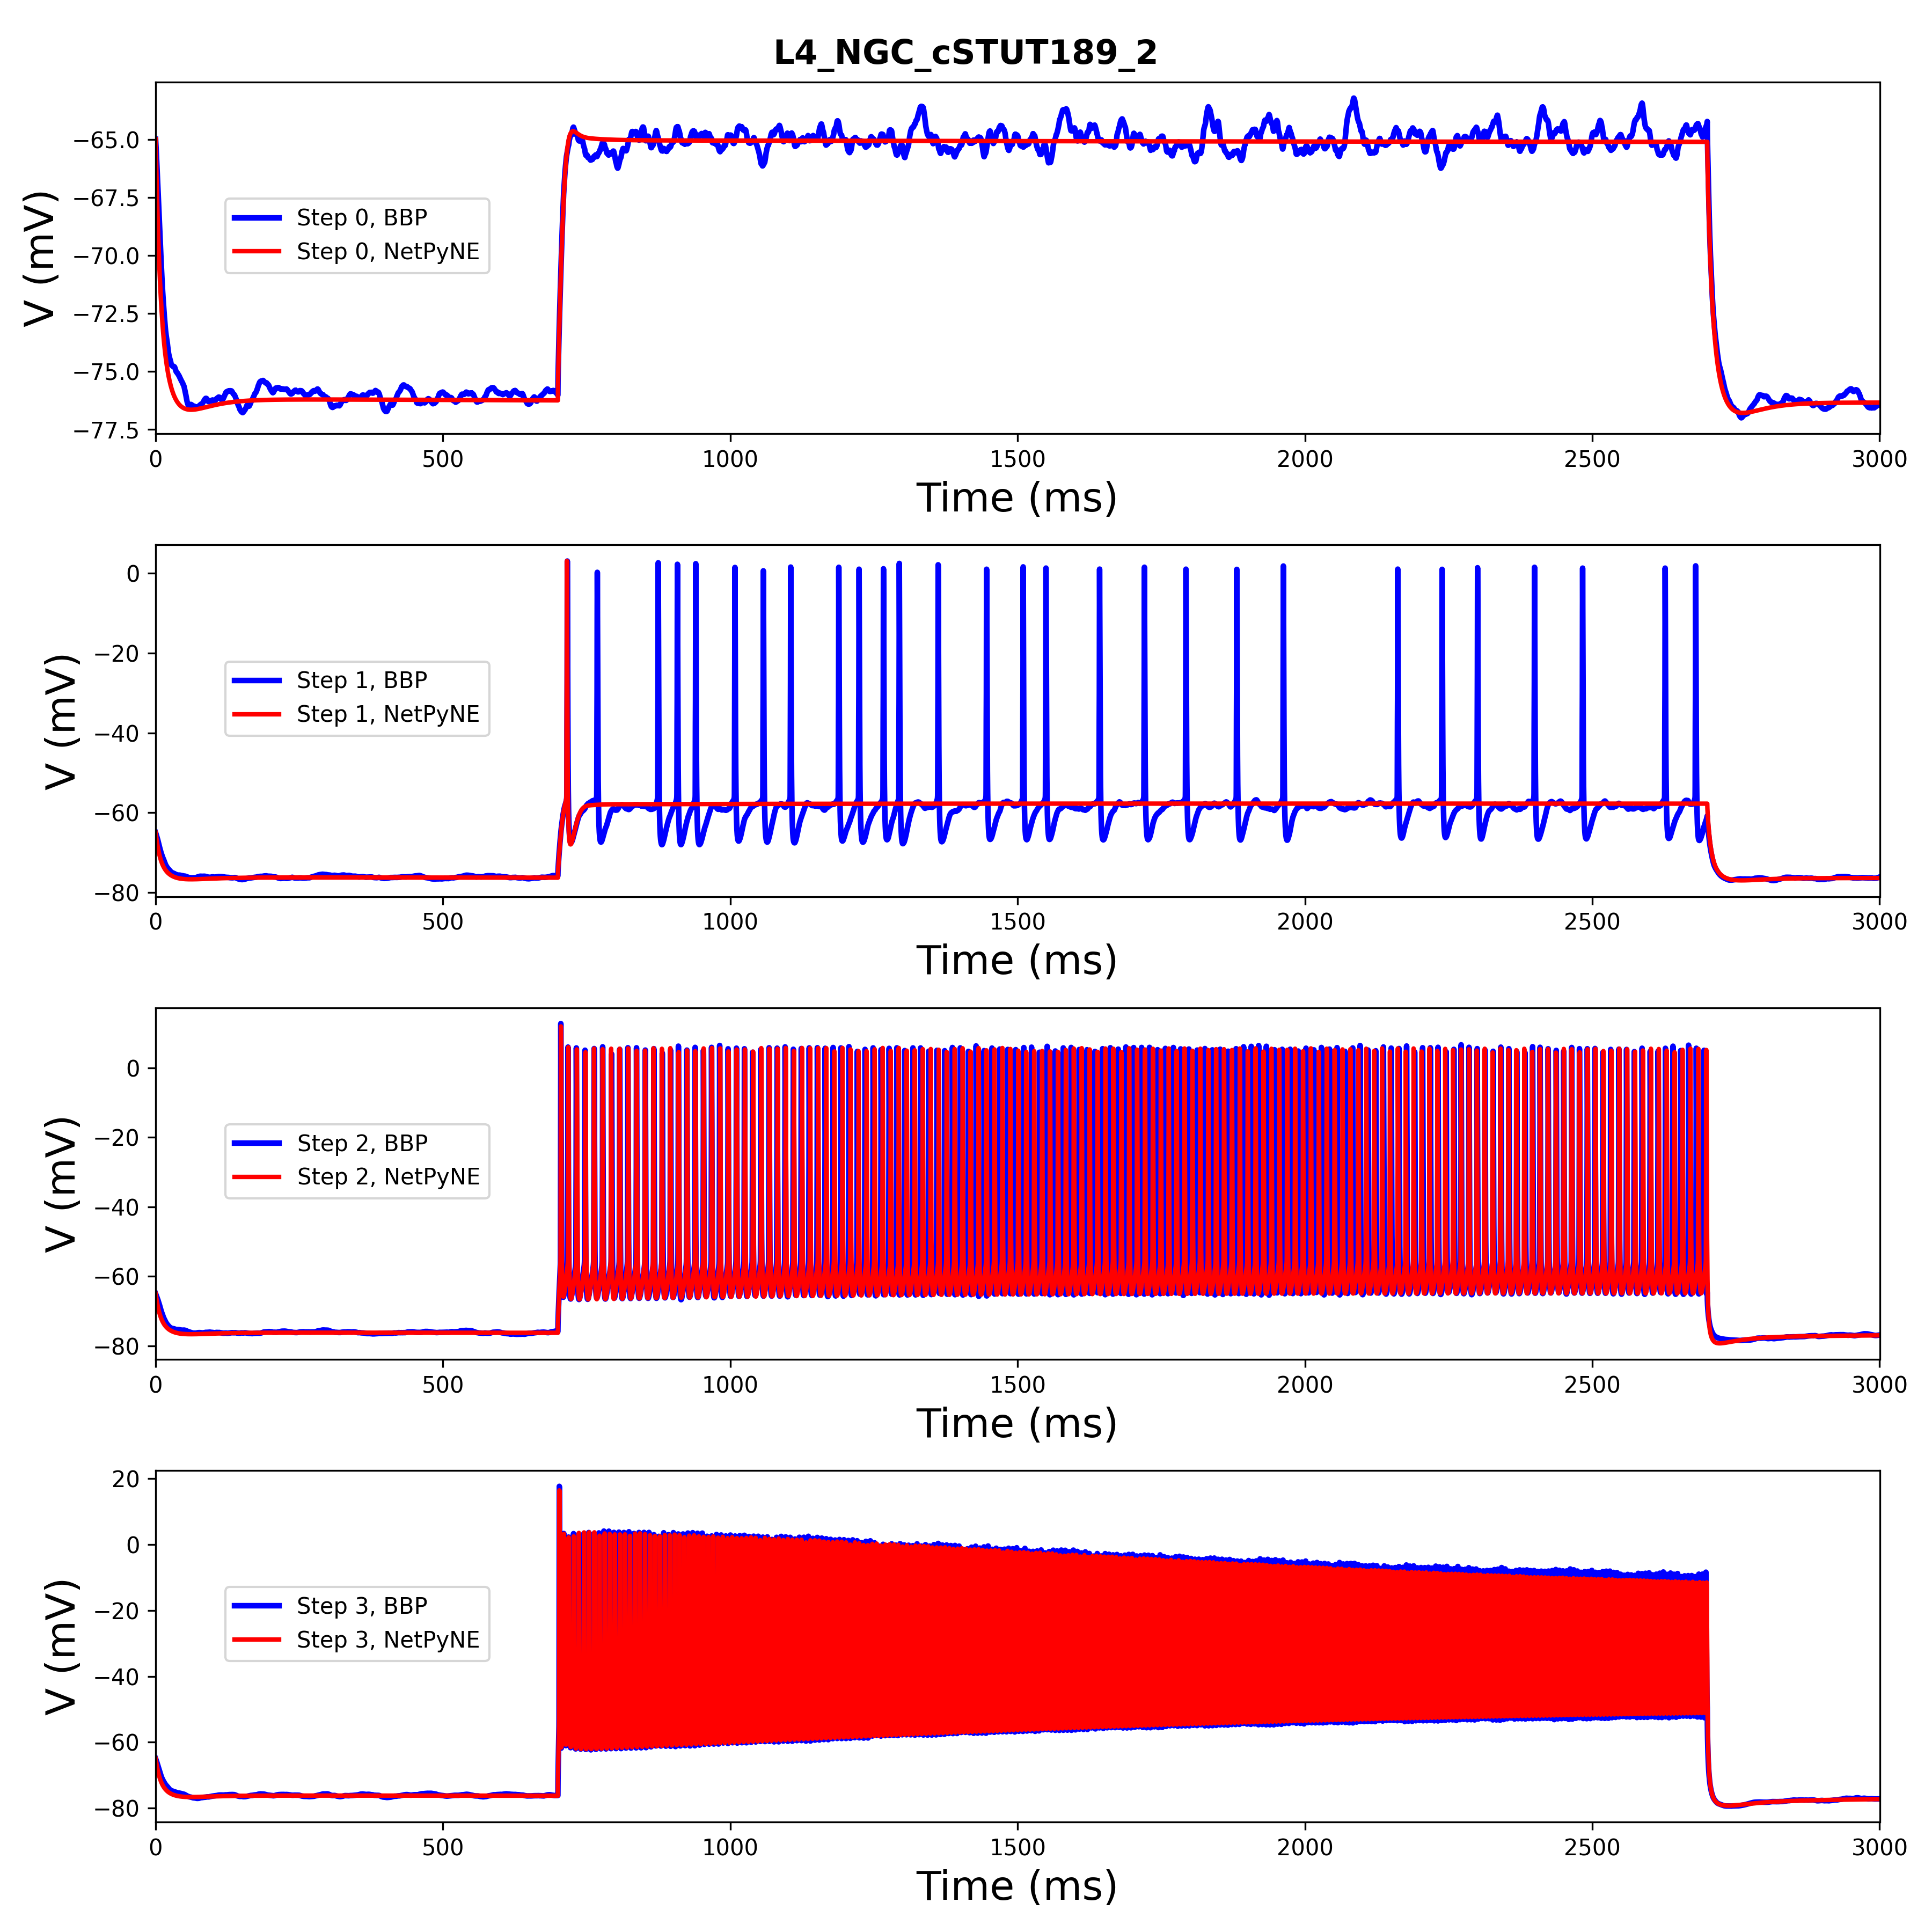 L4_NGC_cSTUT189_2
V (mV)
−65.0
−67.5
−70.0
−72.5
−75.0
−77.5
Step 0, BBP
Step 0, NetPyNE
0 500 1000 1500 2000 2500 3000
Time (ms)
V (mV)
0
−20
−40
−60
−80
Step 1, BBP
Step 1, NetPyNE
0 500 1000 1500 2000 2500 3000
Time (ms)
V (mV)
0
−20
−40
−60
−80
Step 2, BBP
Step 2, NetPyNE
0 500 1000 1500 2000 2500 3000
Time (ms)
V (mV)
20
0
−20
−40
−60
−80
Step 3, BBP
Step 3, NetPyNE
0 500 1000 1500 2000 2500 3000
Time (ms)